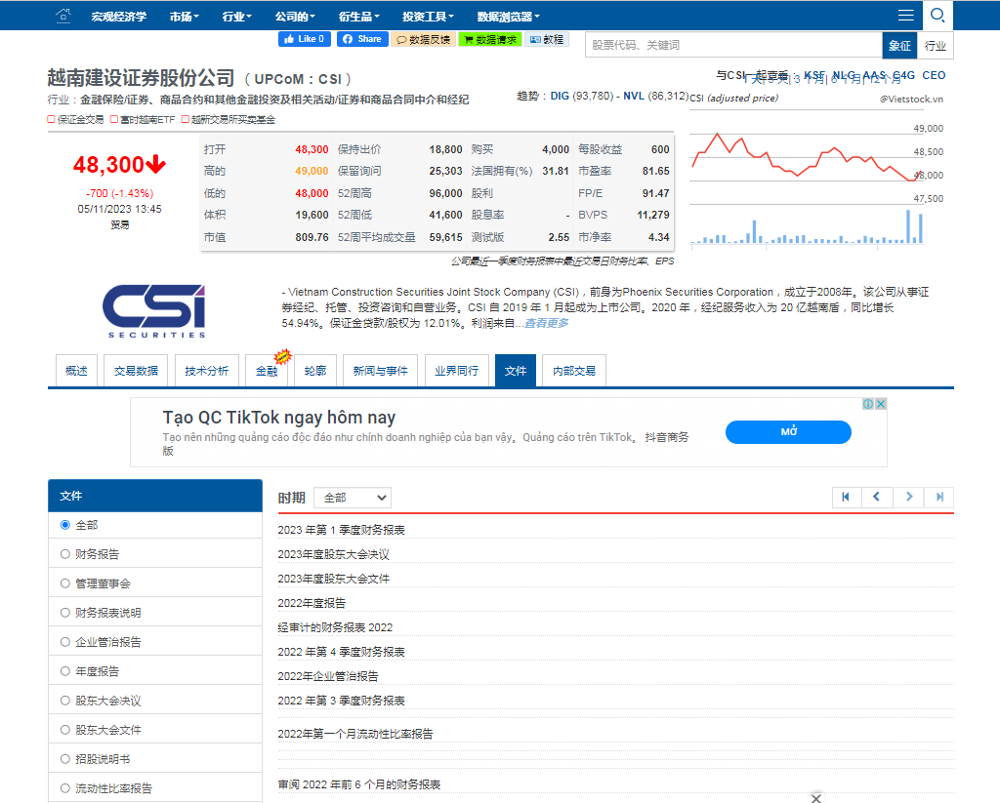 宏观经济学 市场 行业 公司的 衍生品 投资工具 数据浏览器
Like 0 Share 数据反馈 数据请求 教程
股票代码、关键词 象征 行业
越南建设证券股份公司 ( UPCoM : CSI )
行业：金融保险/证券、商品合约和其他金融投资及相关活动/证券和商品合同中介和经纪
保证金交易 富时越南ETF 越新交易所买卖基金
与CSI一起查看： KSF NLG AAS C4G CEO
趋势：DIG (93,780) - NVL (86,312)
CSI (adjusted price) @Vietstock.vn
48,300
-700 (-1.43%)
05/11/2023 13:45
贸易
打开 48,300 保持出价 18,800 购买 4,000 每股收益 600
高的 49,000 保留询问 25,303 法国拥有(%) 31.81 市盈率 81.65
低的 48,000 52周高 96,000 股利 FP/E 91.47
体积 19,600 52周低 41,600 股息率 - BVPS 11,279
市值 809.76 52周平均成交量 59,615 测试版 2.55 市净率 4.34
49,000
48,500
48,000
47,500
公司最近一季度财务报表中最近交易日财务比率、EPS
CSi
SECURITIES
- Vietnam Construction Securities Joint Stock Company (CSI)，前身为Phoenix Securities Corporation，成立于2008年。该公司从事证
券经纪、托管、投资咨询和自营业务。CSI 自 2019 年 1 月起成为上市公司。2020 年，经纪服务收入为 20 亿越南盾，同比增长
54.94%。保证金贷款/股权为 12.01%。利润来自...查看更多
概述 交易数据 技术分析 金融 轮廓 新闻与事件 业界同行 文件 内部交易
Tạo QC TikTok ngay hôm nay
Tạo nên những quảng cáo độc đáo như chính doanh nghiệp của bạn vậy。Quảng cáo trên TikTok。 抖音商务
版
MỞ
文件
全部
财务报告
管理董事会
财务报表说明
企业管治报告
年度报告
股东大会决议
股东大会文件
招股说明书
流动性比率报告
时期 全部
2023 年第 1 季度财务报表
2023年度股东大会决议
2023年度股东大会文件
2022年度报告
经审计的财务报表 2022
2022 年第 4 季度财务报表
2022年企业管治报告
2022 年第 3 季度财务报表
2022年第一个月流动性比率报告
审阅 2022 年前 6 个月的财务报表